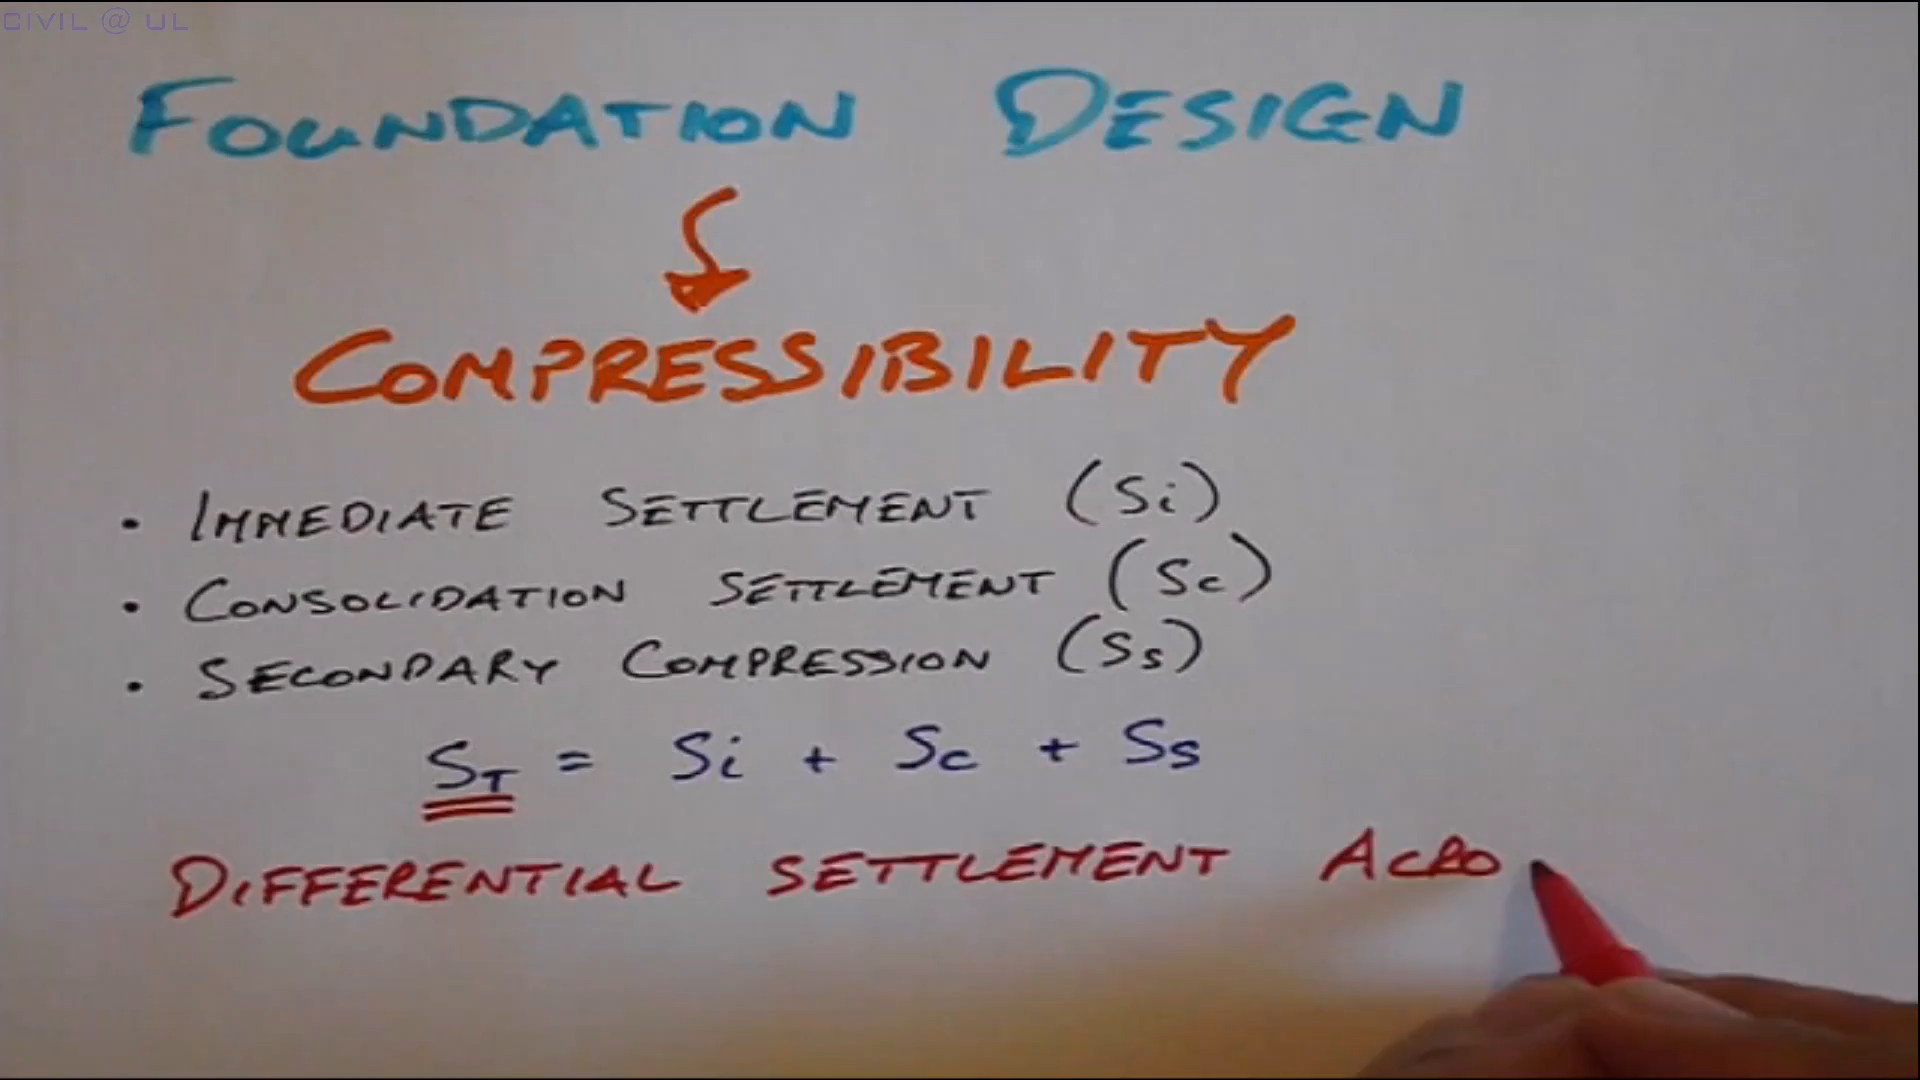 CIVIL @ UL
FOUNDATION DESIGN
COMPRESSIBILITY
• IMMEDIATE SETTLEMENT (Si)
• CONSOLIDATION SETTLEMENT (Sc)
• SECONDARY COMPRESSION (Ss)
ST = Si + Sc + Ss
DIFFERENTIAL SETTLEMENT ACRO